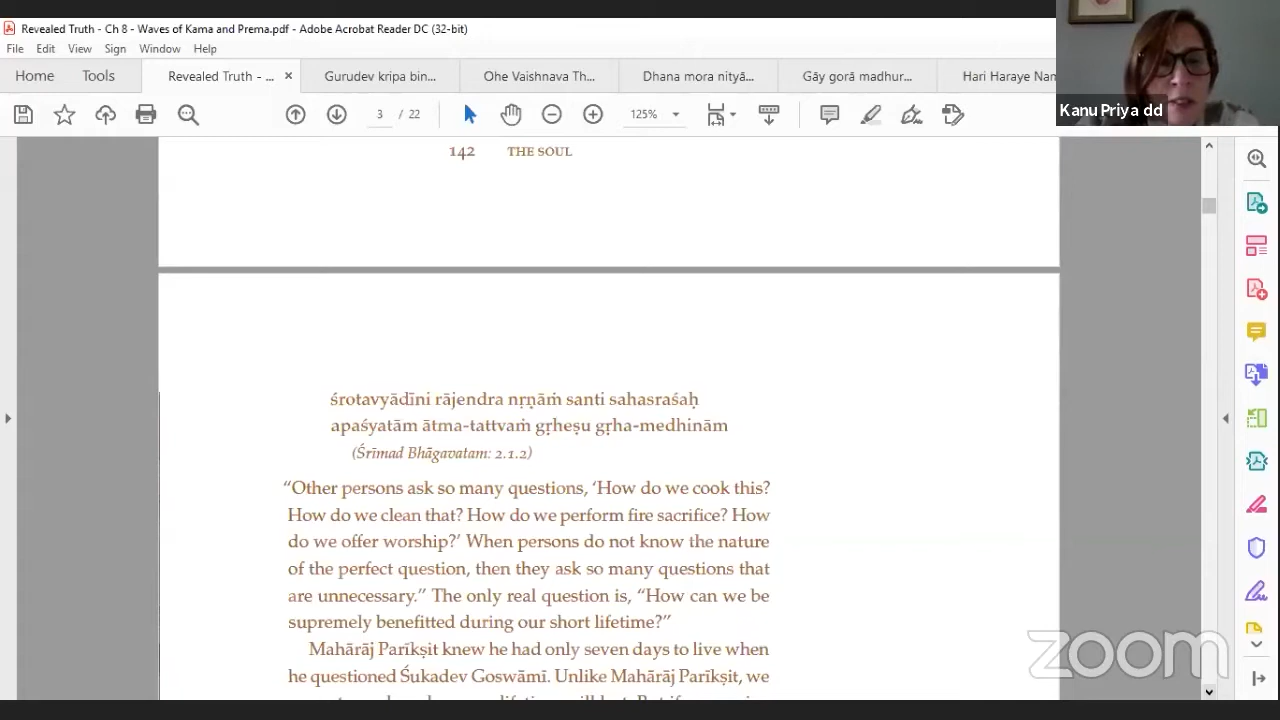 Revealed Truth - Ch 8 - Waves of Kama and Prema.pdf - Adobe Acrobat Reader DC (32-bit)
File Edit View Sign Window Help
Home Tools Revealed Truth - ... × Gurudev kripa bin... Ohe Vaishnava Th... Dhana mora nityā... Gāy gorā madhur... Hari Haraye Nam
3 / 22 125%
Kanu Priya dd
142 THE SOUL
śrotavyādīni rājendra nṛṇāṁ santi sahasraśaḥ
apaśyatām ātma-tattvaṁ gṛheṣu gṛha-medhinām
(Śrīmad Bhāgavatam: 2.1.2)
“Other persons ask so many questions, ‘How do we cook this?
How do we clean that? How do we perform fire sacrifice? How
do we offer worship?’ When persons do not know the nature
of the perfect question, then they ask so many questions that
are unnecessary.” The only real question is, “How can we be
supremely benefitted during our short lifetime?”
Mahārāj Parīkṣit knew he had only seven days to live when
he questioned Śukadev Goswāmī. Unlike Mahārāj Parīkṣit, we
zoom